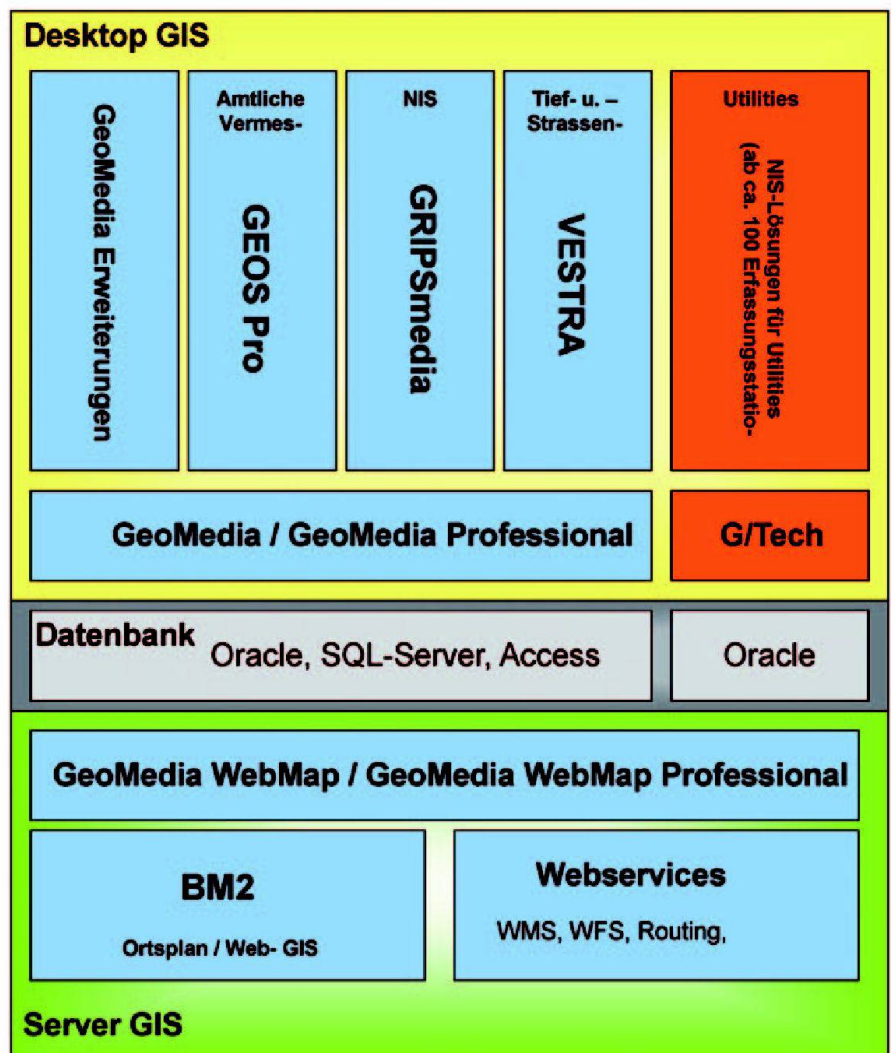 Desktop GIS
GeoMedia Erweiterungen
Amtliche
Vermes-
GEOS Pro
NIS
GRIPSmedia
Tief- u. –
Strassen-
VESTRA
Utilities
NIS-Lösungen für Utilities
(ab ca. 100 Erfassungsstatio-
GeoMedia / GeoMedia Professional
G/Tech
Datenbank
Oracle, SQL-Server, Access
Oracle
GeoMedia WebMap / GeoMedia WebMap Professional
BM2
Ortsplan / Web- GIS
Webservices
WMS, WFS, Routing,
Server GIS